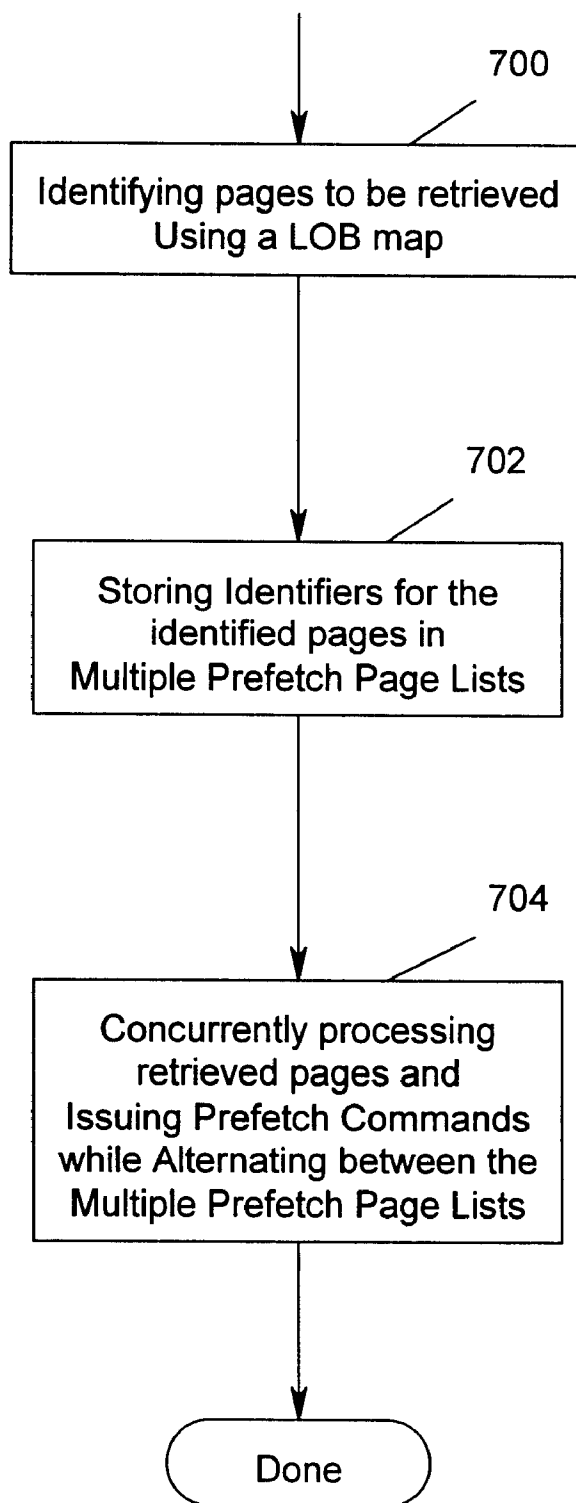 700
Identifying pages to be retrieved
Using a LOB map
702
Storing Identifiers for the
identified pages in
Multiple Prefetch Page Lists
704
Concurrently processing
retrieved pages and
Issuing Prefetch Commands
while Alternating between the
Multiple Prefetch Page Lists
Done